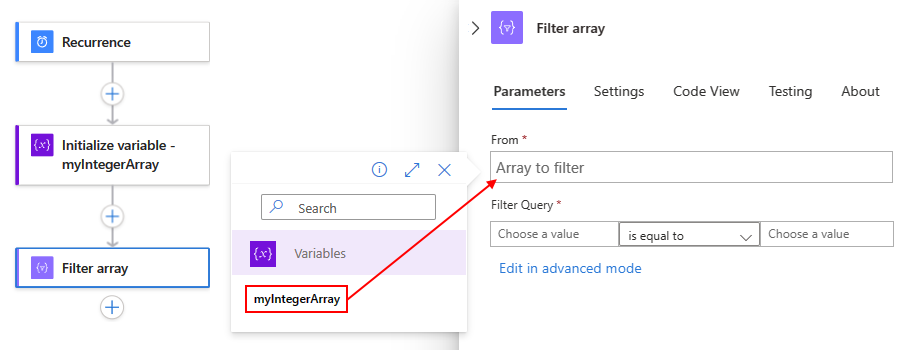 Recurrence
Initialize variable -
myIntegerArray
Filter array
Search
Variables
myIntegerArray
Filter array
Parameters
Settings
Code View
Testing
About
From *
Array to filter
Filter Query *
Choose a value
is equal to
Choose a value
Edit in advanced mode